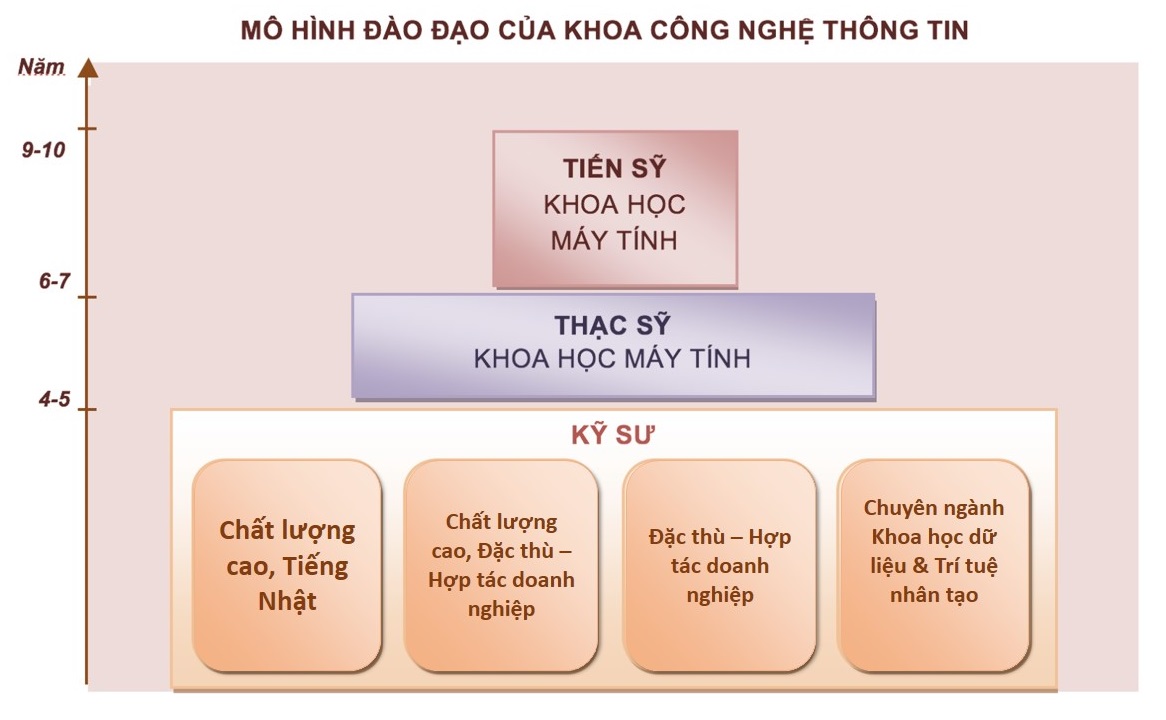 MÔ HÌNH ĐÀO ĐẠO CỦA KHOA CÔNG NGHỆ THÔNG TIN
Năm
9-10
TIẾN SỸ
KHOA HỌC
MÁY TÍNH
6-7
THẠC SỸ
KHOA HỌC MÁY TÍNH
4-5
KỸ SƯ
Chất lượng
cao, Tiếng
Nhật
Chất lượng
cao, Đặc thù –
Hợp tác doanh
nghiệp
Đặc thù – Hợp
tác doanh
nghiệp
Chuyên ngành
Khoa học dữ
liệu & Trí tuệ
nhân tạo